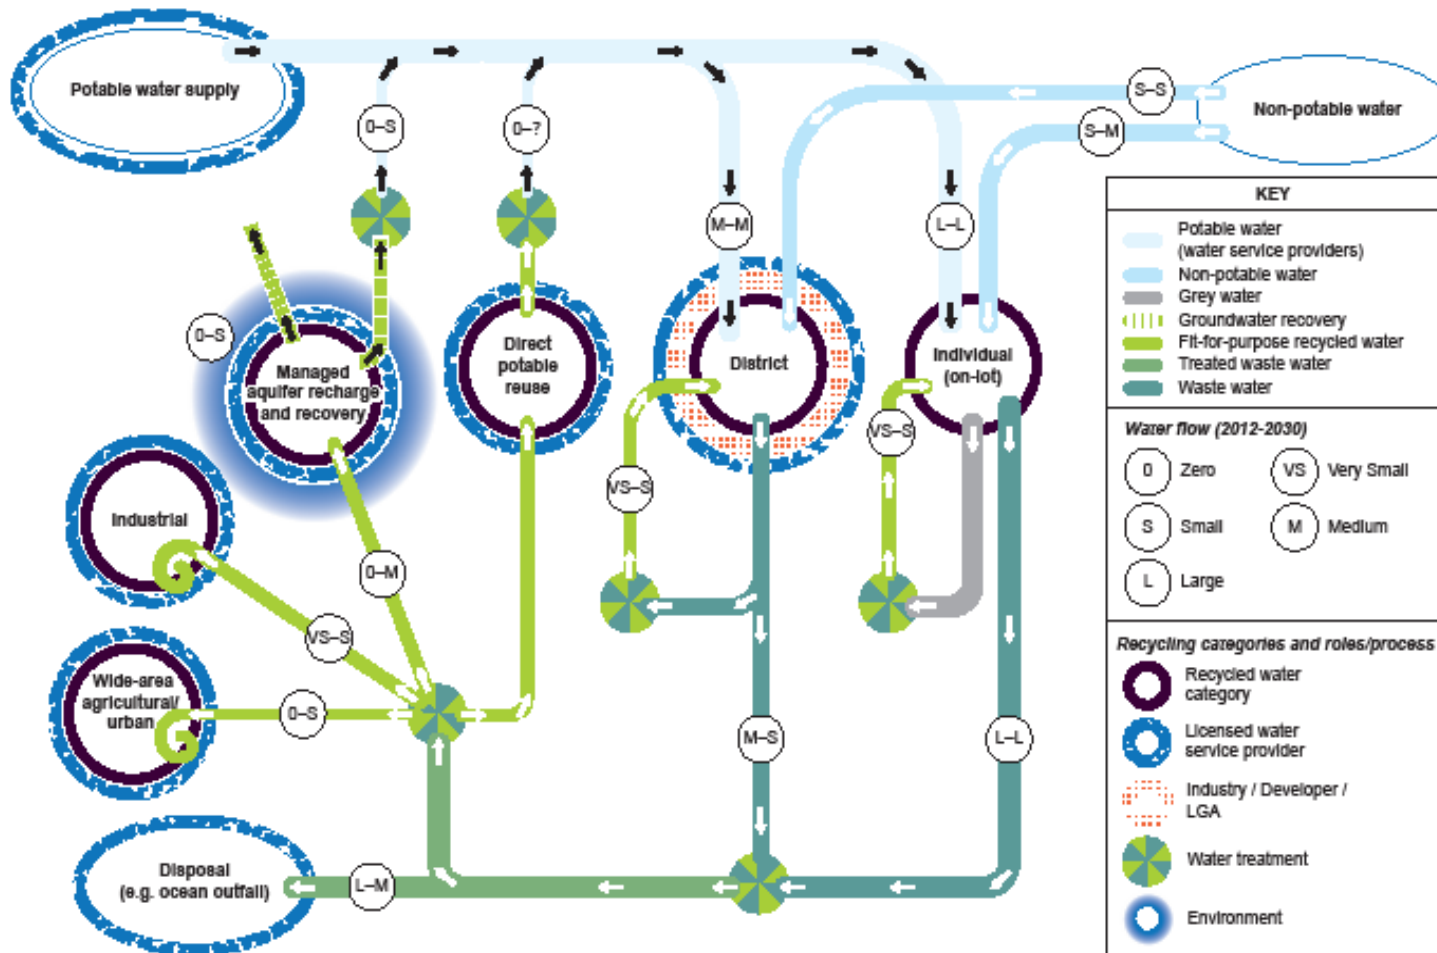 Potable water supply
0–S
0–?
S–S
S–M
Non-potable water
M–M
L–L
0–S
Managed
aquifer recharge
and recovery
Direct
potable
reuse
District
Individual
(on-lot)
VS–S
VS–S
Industrial
0–M
VS–S
Wide-area
agricultural/
urban
0–S
M–S
L–L
Disposal
(e.g. ocean outfall)
L–M
KEY
Potable water
(water service providers)
Non-potable water
Grey water
Groundwater recovery
Fit-for-purpose recycled water
Treated waste water
Waste water
Water flow (2012-2030)
0 Zero
VS Very Small
S Small
M Medium
L Large
Recycling categories and roles/process
Recycled water
category
Licensed water
service provider
Industry / Developer /
LGA
Water treatment
Environment